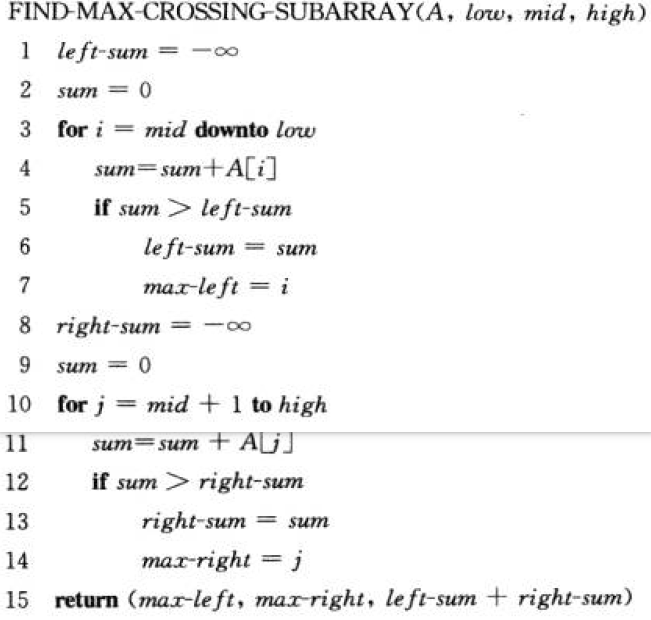 FIND-MAX-CROSSING-SUBARRAY(A, low, mid, high)
1 left-sum = −∞
2 sum = 0
3 for i = mid downto low
4 sum=sum+A[i]
5 if sum > left-sum
6 left-sum = sum
7 max-left = i
8 right-sum = −∞
9 sum = 0
10 for j = mid + 1 to high
11 sum=sum + A[j]
12 if sum > right-sum
13 right-sum = sum
14 max-right = j
15 return (max-left, max-right, left-sum + right-sum)